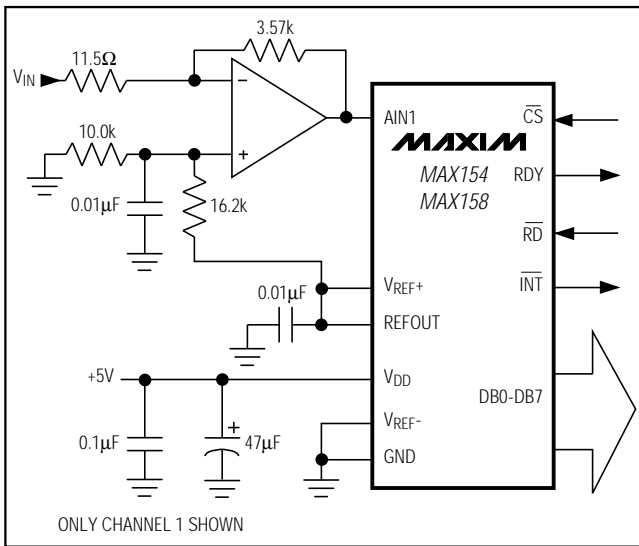 3.57k
11.5Ω
VIN
−
+
10.0k
0.01μF
16.2k
0.01μF
+5V
0.1μF
+
47μF
AIN1
MAXIM
MAX154
MAX158
CS
RDY
RD
INT
VREF+
REFOUT
VDD
VREF-
GND
DB0-DB7
ONLY CHANNEL 1 SHOWN